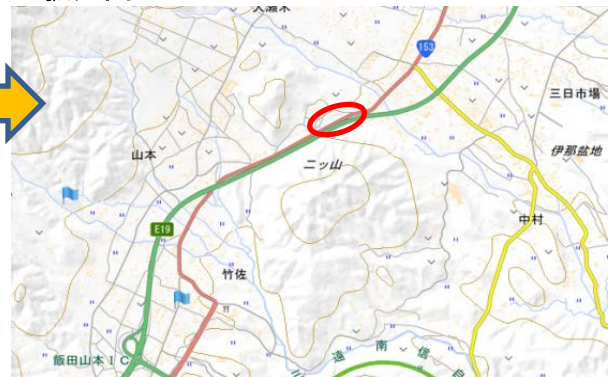 大瀬木
153
三日市場
山本
二ッ山
伊那盆地
中村
E19
竹佐
飯田山本IC
遠
南
信